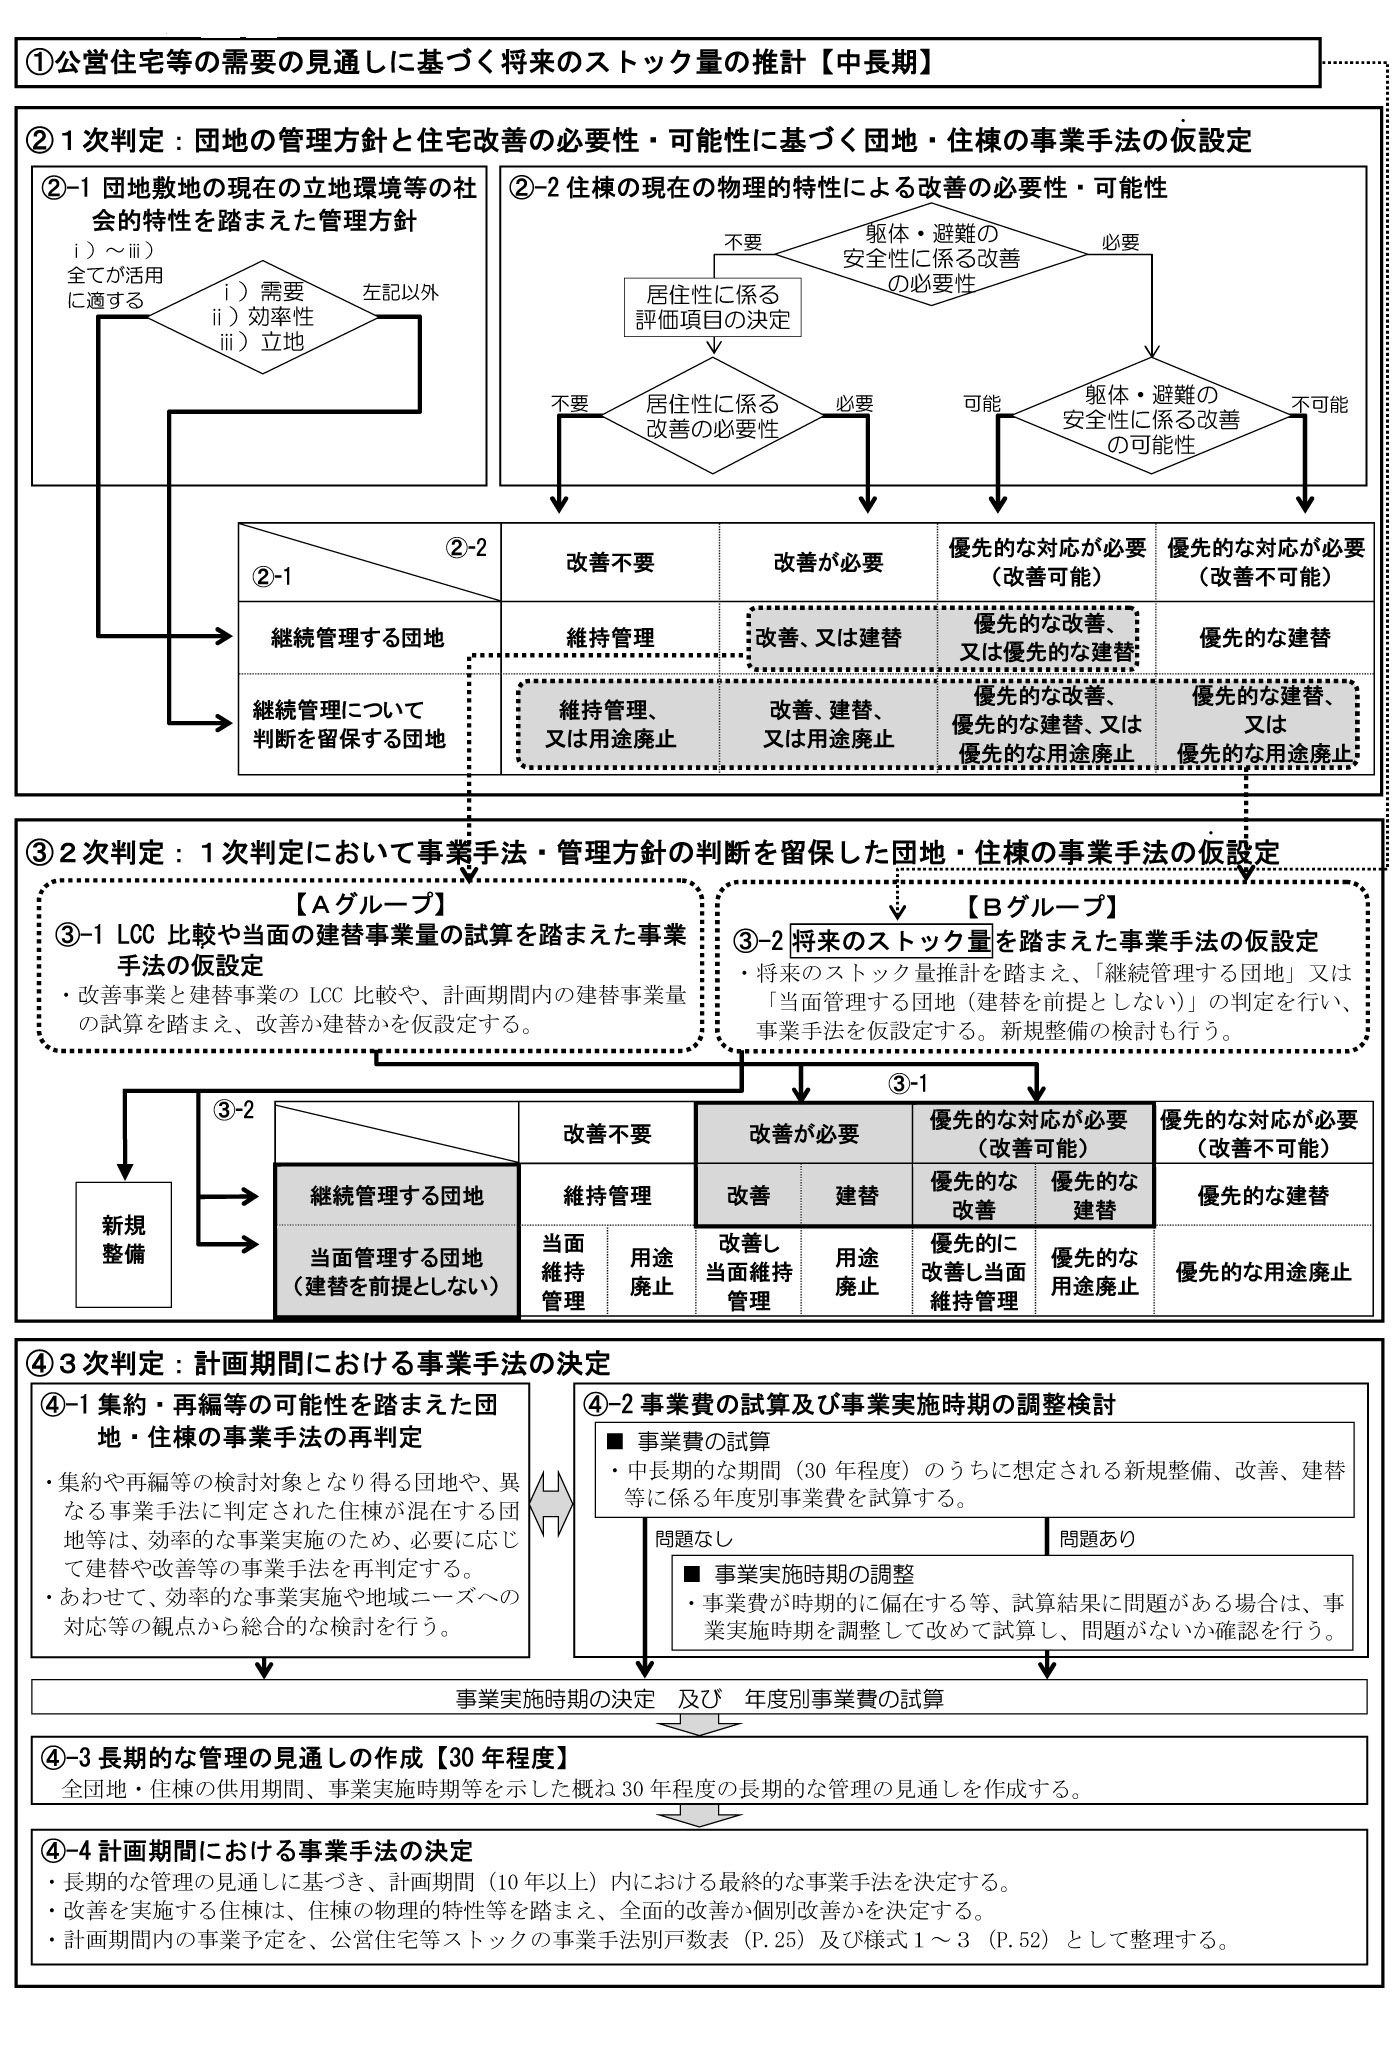 ①公営住宅等の需要の見通しに基づく将来のストック量の推計【中長期】
②１次判定：団地の管理方針と住宅改善の必要性・可能性に基づく団地・住棟の事業手法の仮設定
②-1 団地敷地の現在の立地環境等の社
会的特性を踏まえた管理方針
ⅰ）～ⅲ）
全てが活用
に適する
ⅰ）需要
ⅱ）効率性
ⅲ）立地
左記以外
②-2 住棟の現在の物理的特性による改善の必要性・可能性
躯体・避難の
安全性に係る改善
の必要性
不要
必要
居住性に係る
評価項目の決定
不要
居住性に係る
改善の必要性
必要
可能
躯体・避難の
安全性に係る改善
の可能性
不可能
②-2
②-1
改善不要
改善が必要
優先的な対応が必要
（改善可能）
優先的な対応が必要
（改善不可能）
継続管理する団地
維持管理
改善、又は建替
優先的な改善、
又は優先的な建替
優先的な建替
継続管理について
判断を留保する団地
維持管理、
又は用途廃止
改善、建替、
又は用途廃止
優先的な改善、
優先的な建替、又は
優先的な用途廃止
優先的な建替、
又は
優先的な用途廃止
③２次判定：１次判定において事業手法・管理方針の判断を留保した団地・住棟の事業手法の仮設定
【Ａグループ】
③-1 LCC 比較や当面の建替事業量の試算を踏まえた事業
手法の仮設定
・改善事業と建替事業の LCC 比較や、計画期間内の建替事業量
の試算を踏まえ、改善か建替かを仮設定する。
【Ｂグループ】
③-2 将来のストック量を踏まえた事業手法の仮設定
・将来のストック量推計を踏まえ、「継続管理する団地」又は
「当面管理する団地（建替を前提としない）」の判定を行い、
事業手法を仮設定する。新規整備の検討も行う。
③-1
③-2
新規
整備
改善不要
改善が必要
優先的な対応が必要
（改善可能）
優先的な対応が必要
（改善不可能）
継続管理する団地
維持管理
改善
建替
優先的な
改善
優先的な
建替
優先的な建替
当面管理する団地
（建替を前提としない）
当面
維持
管理
用途
廃止
改善し
当面維持
管理
用途
廃止
優先的に
改善し当面
維持管理
優先的な
用途廃止
優先的な用途廃止
④３次判定：計画期間における事業手法の決定
④-1 集約・再編等の可能性を踏まえた団
地・住棟の事業手法の再判定
・集約や再編等の検討対象となり得る団地や、異
なる事業手法に判定された住棟が混在する団
地等は、効率的な事業実施のため、必要に応じ
て建替や改善等の事業手法を再判定する。
・あわせて、効率的な事業実施や地域ニーズへの
対応等の観点から総合的な検討を行う。
④-2 事業費の試算及び事業実施時期の調整検討
■ 事業費の試算
・中長期的な期間（30 年程度）のうちに想定される新規整備、改善、建替
等に係る年度別事業費を試算する。
問題なし
問題あり
■ 事業実施時期の調整
・事業費が時期的に偏在する等、試算結果に問題がある場合は、事
業実施時期を調整して改めて試算し、問題がないか確認を行う。
事業実施時期の決定　及び　年度別事業費の試算
④-3 長期的な管理の見通しの作成【30 年程度】
全団地・住棟の供用期間、事業実施時期等を示した概ね 30 年程度の長期的な管理の見通しを作成する。
④-4 計画期間における事業手法の決定
・長期的な管理の見通しに基づき、計画期間（10 年以上）内における最終的な事業手法を決定する。
・改善を実施する住棟は、住棟の物理的特性等を踏まえ、全面的改善か個別改善かを決定する。
・計画期間内の事業予定を、公営住宅等ストックの事業手法別戸数表（P.25）及び様式１～３（P.52）として整理する。